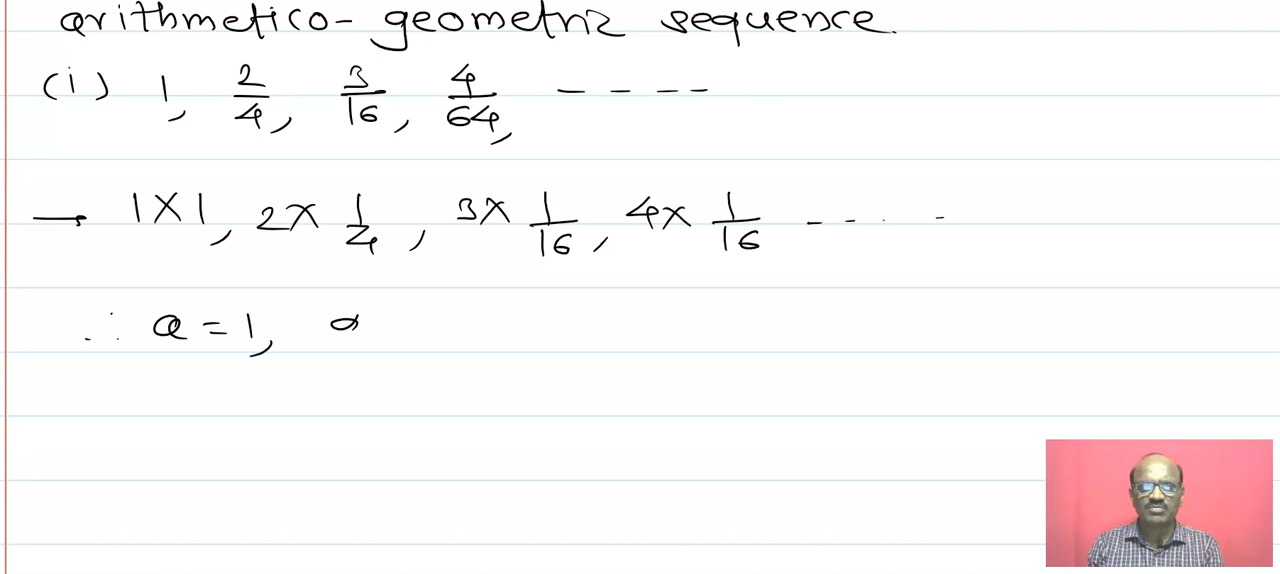 arithmetico-geometric sequence.
(i) 1, 2/4, 3/16, 4/64, ----
→ 1×1, 2× 1/4, 3× 1/16, 4× 1/16 -----
∴ a = 1,